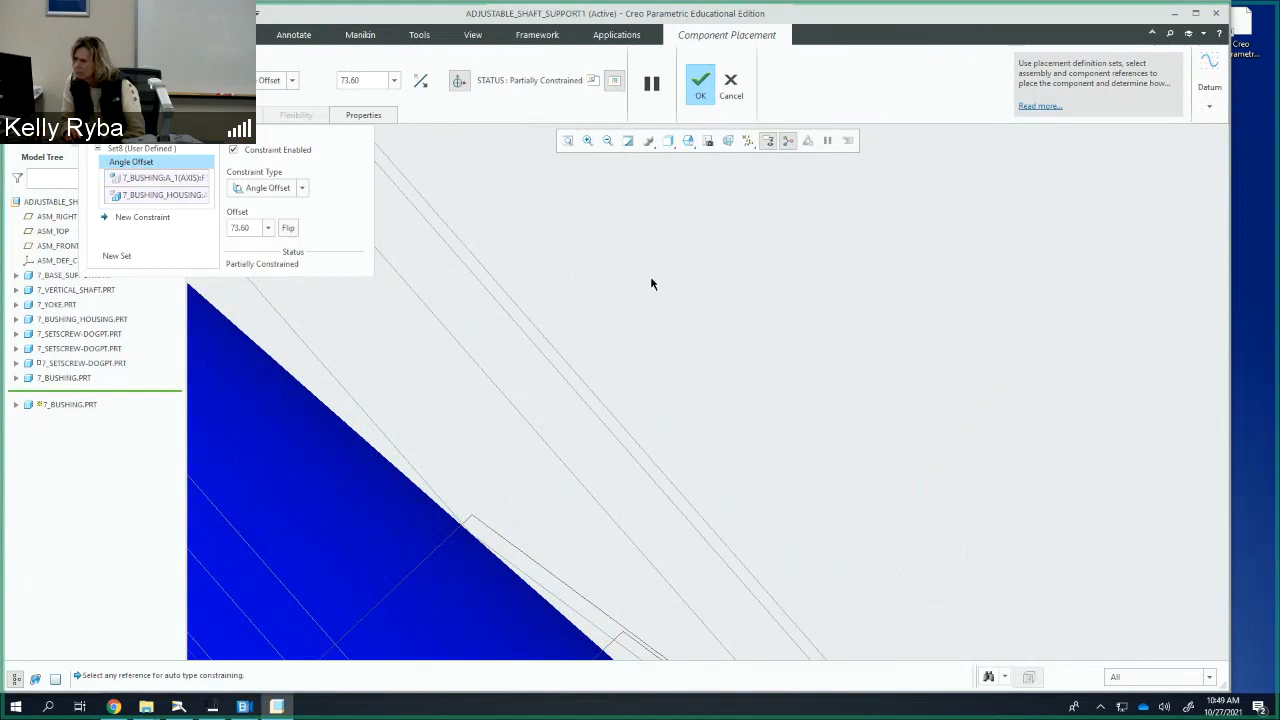 ADJUSTABLE_SHAFT_SUPPORT1 (Active) - Creo Parametric Educational Edition
Annotate
Manikin
Tools
View
Framework
Applications
Component Placement
Offset
73.60
STATUS : Partially Constrained
OK
Cancel
Use placement definition sets, select
assembly and component references to
place the component and determine how...
Read more...
Datum
Flexibility
Properties
Kelly Ryba
Set8 (User Defined )
Angle Offset
7_BUSHING:A_1(AXIS):F
7_BUSHING_HOUSING:
New Constraint
New Set
Constraint Enabled
Constraint Type
Angle Offset
Offset
73.60
Flip
Status
Partially Constrained
Model Tree
ADJUSTABLE_S
ASM_RIGHT
ASM_TOP
ASM_FRONT
ASM_DEF_C
7_BASE_SUP
7_VERTICAL_SHAFT.PRT
7_YOKE.PRT
7_BUSHING_HOUSING.PRT
7_SETSCREW-DOGPT.PRT
7_SETSCREW-DOGPT.PRT
7_SETSCREW-DOGPT.PRT
7_BUSHING.PRT
7_BUSHING.PRT
Creo
rametr...
Select any reference for auto type constraining.
All
10:49 AM
10/27/2021
2